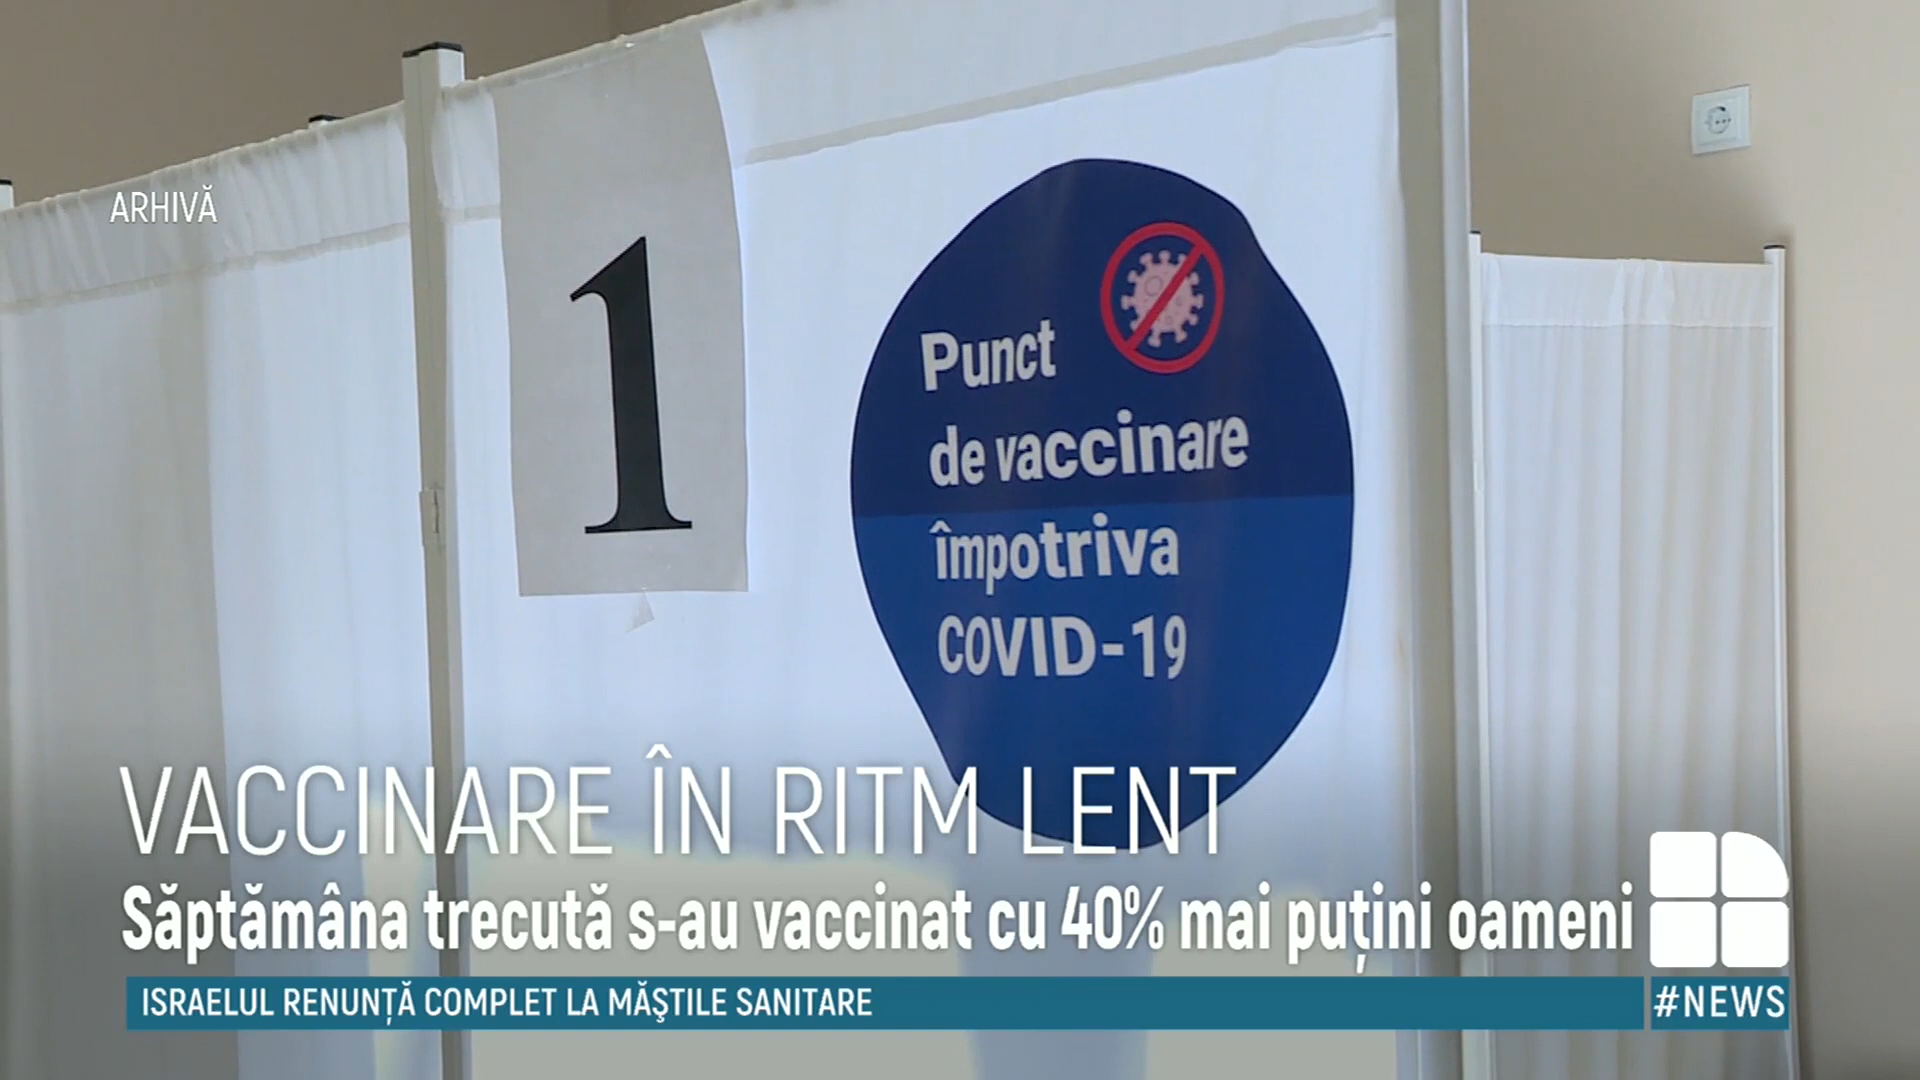 ARHIVĂ
1
Punct
de vaccinare
împotriva
COVID-19
VACCINARE ÎN RITM LENT
Săptămâna trecută s-au vaccinat cu 40% mai puțini oameni
ISRAELUL RENUNȚĂ COMPLET LA MĂŞTILE SANITARE
#NEWS